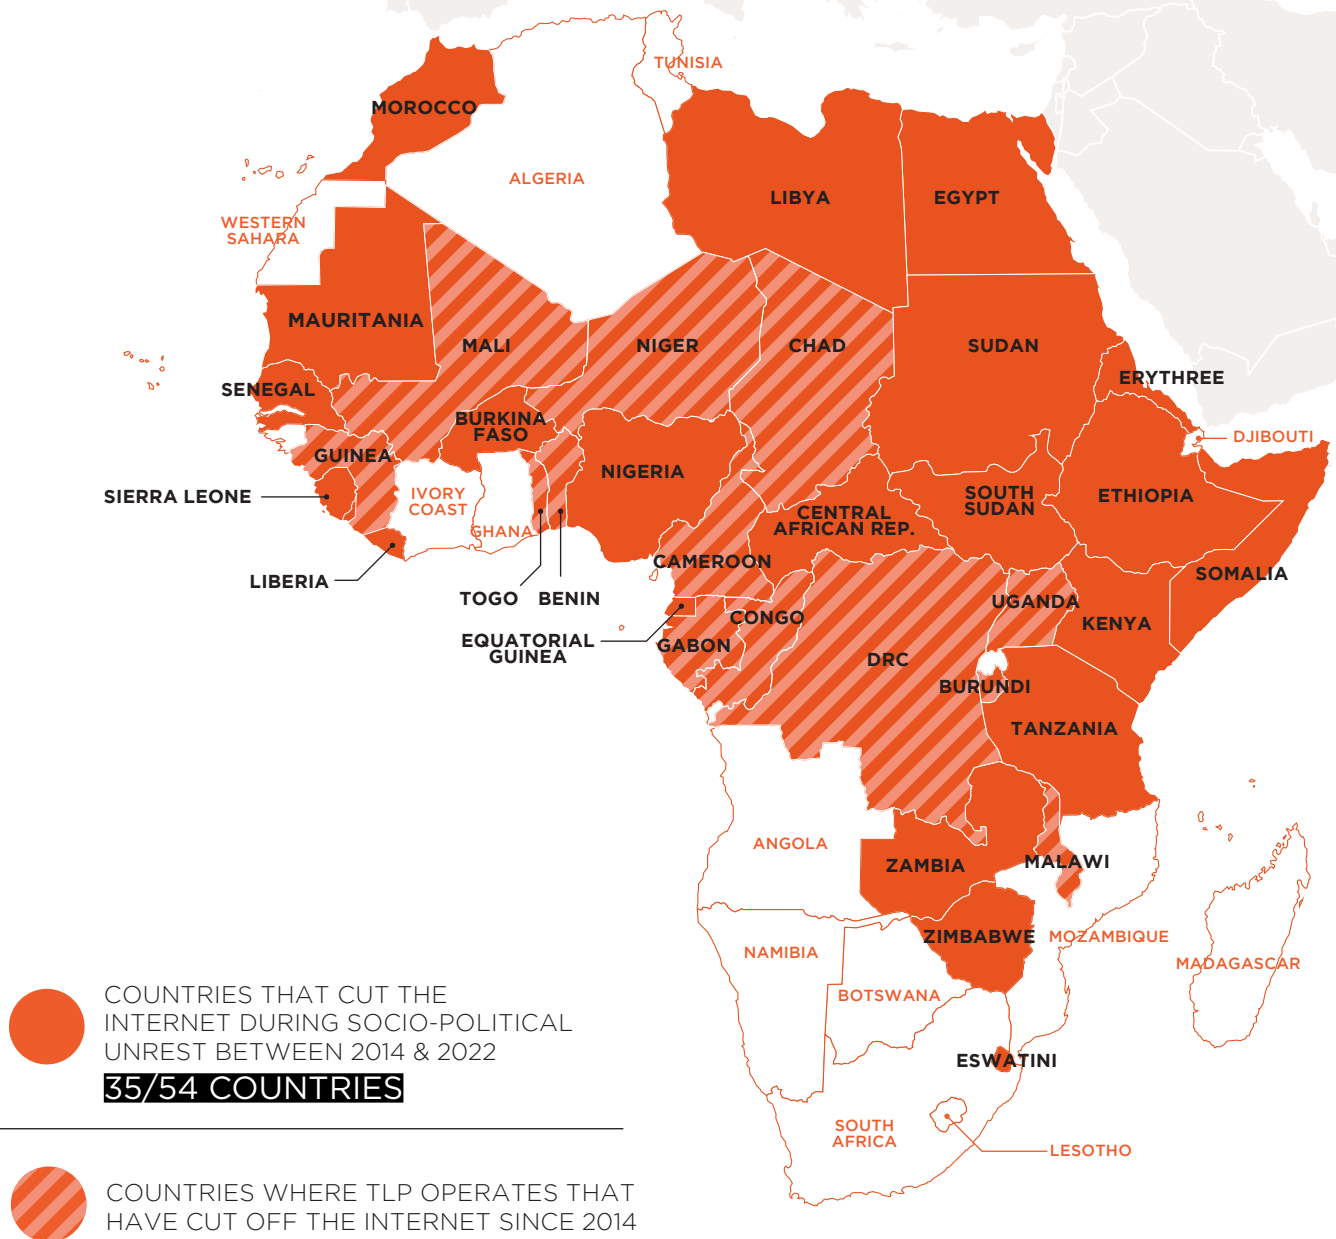 TUNISIA
MOROCCO
ALGERIA
LIBYA
EGYPT
WESTERN
SAHARA
MAURITANIA
MALI
NIGER
CHAD
SUDAN
ERYTHREE
SENEGAL
BURKINA
FASO
DJIBOUTI
GUINEA
NIGERIA
SIERRA LEONE
IVORY
COAST
GHANA
SOUTH
SUDAN
ETHIOPIA
CENTRAL
AFRICAN REP.
CAMEROON
SOMALIA
LIBERIA
TOGO
BENIN
UGANDA
CONGO
KENYA
EQUATORIAL
GUINEA
GABON
DRC
BURUNDI
TANZANIA
ANGOLA
ZAMBIA
MALAWI
ZIMBABWE
MOZAMBIQUE
NAMIBIA
MADAGASCAR
BOTSWANA
ESWATINI
SOUTH
AFRICA
LESOTHO
COUNTRIES THAT CUT THE
INTERNET DURING SOCIO-POLITICAL
UNREST BETWEEN 2014 & 2022
35/54 COUNTRIES
COUNTRIES WHERE TLP OPERATES THAT
HAVE CUT OFF THE INTERNET SINCE 2014